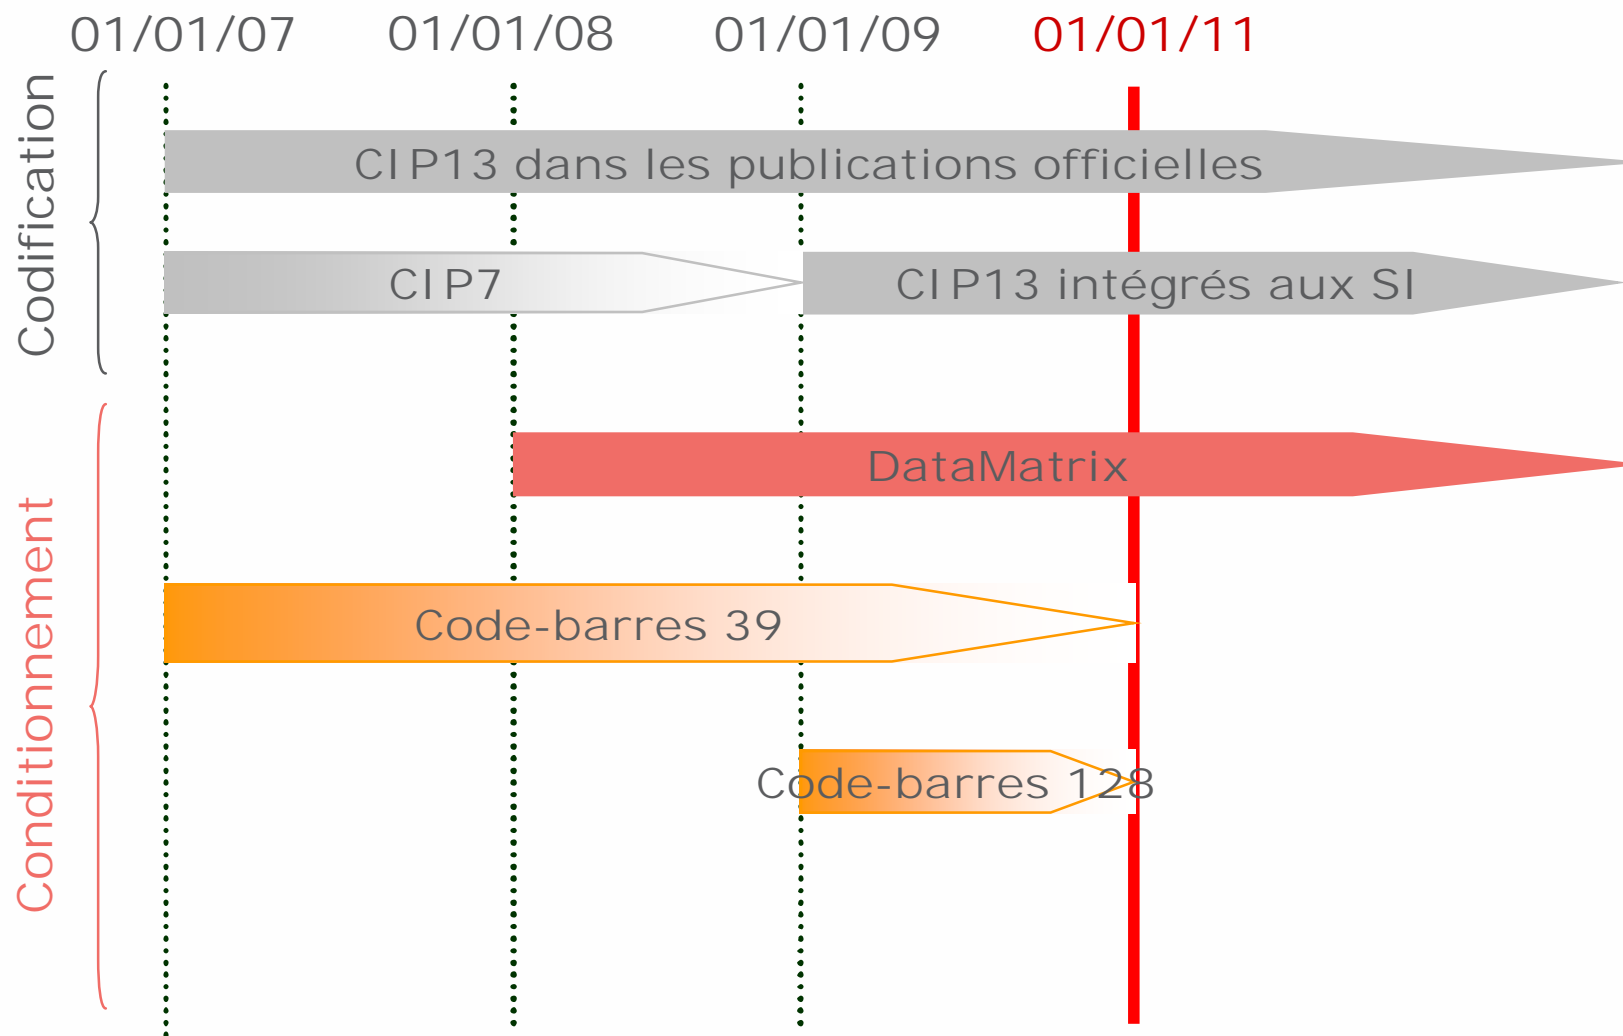 01/01/07 01/01/08 01/01/09 01/01/11
Codification
CIP13 dans les publications officielles
CIP7 CIP13 intégrés aux SI
Conditionnement
DataMatrix
Code-barres 39
Code-barres 128